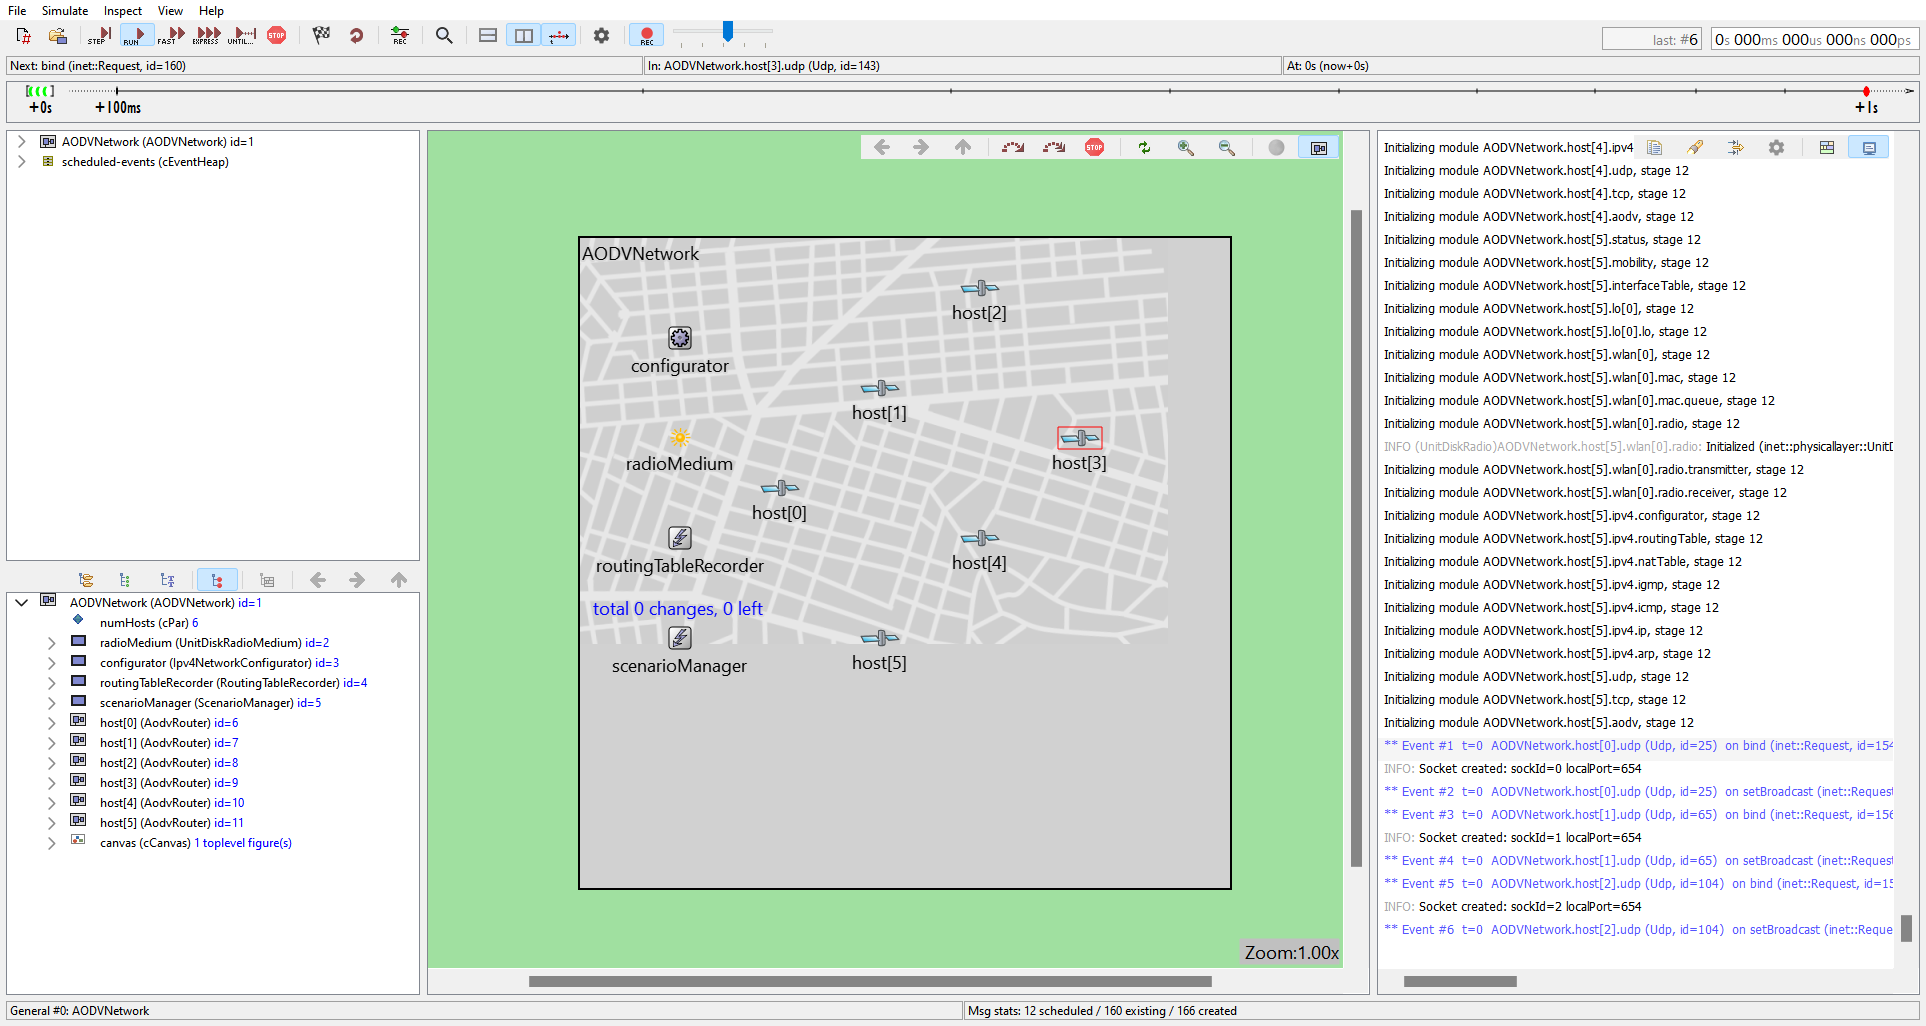 File Simulate Inspect View Help
STEP RUN FAST EXPRESS UNTIL... STOP REC REC
last: #6 0s 000ms 000us 000ns 000ps
Next: bind (inet::Request, id=160) In: AODVNetwork.host[3].udp (Udp, id=143) At: 0s (now+0s)
+0s +100ms +1s
AODVNetwork (AODVNetwork) id=1
scheduled-events (cEventHeap)
AODVNetwork (AODVNetwork) id=1
numHosts (cPar) 6
radioMedium (UnitDiskRadioMedium) id=2
configurator (Ipv4NetworkConfigurator) id=3
routingTableRecorder (RoutingTableRecorder) id=4
scenarioManager (ScenarioManager) id=5
host[0] (AodvRouter) id=6
host[1] (AodvRouter) id=7
host[2] (AodvRouter) id=8
host[3] (AodvRouter) id=9
host[4] (AodvRouter) id=10
host[5] (AodvRouter) id=11
canvas (cCanvas) 1 toplevel figure(s)
STOP
AODVNetwork
host[2]
configurator
host[1]
radioMedium
host[3]
host[0]
routingTableRecorder
host[4]
total 0 changes, 0 left
scenarioManager
host[5]
Zoom:1.00x
Initializing module AODVNetwork.host[4].ipv4
Initializing module AODVNetwork.host[4].udp, stage 12
Initializing module AODVNetwork.host[4].tcp, stage 12
Initializing module AODVNetwork.host[4].aodv, stage 12
Initializing module AODVNetwork.host[5].status, stage 12
Initializing module AODVNetwork.host[5].mobility, stage 12
Initializing module AODVNetwork.host[5].interfaceTable, stage 12
Initializing module AODVNetwork.host[5].lo[0], stage 12
Initializing module AODVNetwork.host[5].lo[0].lo, stage 12
Initializing module AODVNetwork.host[5].wlan[0], stage 12
Initializing module AODVNetwork.host[5].wlan[0].mac, stage 12
Initializing module AODVNetwork.host[5].wlan[0].mac.queue, stage 12
Initializing module AODVNetwork.host[5].wlan[0].radio, stage 12
INFO (UnitDiskRadio)AODVNetwork.host[5].wlan[0].radio: Initialized (inet::physicallayer::UnitD
Initializing module AODVNetwork.host[5].wlan[0].radio.transmitter, stage 12
Initializing module AODVNetwork.host[5].wlan[0].radio.receiver, stage 12
Initializing module AODVNetwork.host[5].ipv4.configurator, stage 12
Initializing module AODVNetwork.host[5].ipv4.routingTable, stage 12
Initializing module AODVNetwork.host[5].ipv4.natTable, stage 12
Initializing module AODVNetwork.host[5].ipv4.igmp, stage 12
Initializing module AODVNetwork.host[5].ipv4.icmp, stage 12
Initializing module AODVNetwork.host[5].ipv4.ip, stage 12
Initializing module AODVNetwork.host[5].ipv4.arp, stage 12
Initializing module AODVNetwork.host[5].udp, stage 12
Initializing module AODVNetwork.host[5].tcp, stage 12
Initializing module AODVNetwork.host[5].aodv, stage 12
** Event #1 t=0 AODVNetwork.host[0].udp (Udp, id=25) on bind (inet::Request, id=154
INFO: Socket created: sockId=0 localPort=654
** Event #2 t=0 AODVNetwork.host[0].udp (Udp, id=25) on setBroadcast (inet::Request
** Event #3 t=0 AODVNetwork.host[1].udp (Udp, id=65) on bind (inet::Request, id=156
INFO: Socket created: sockId=1 localPort=654
** Event #4 t=0 AODVNetwork.host[1].udp (Udp, id=65) on setBroadcast (inet::Request
** Event #5 t=0 AODVNetwork.host[2].udp (Udp, id=104) on bind (inet::Request, id=15
INFO: Socket created: sockId=2 localPort=654
** Event #6 t=0 AODVNetwork.host[2].udp (Udp, id=104) on setBroadcast (inet::Reque
General #0: AODVNetwork Msg stats: 12 scheduled / 160 existing / 166 created